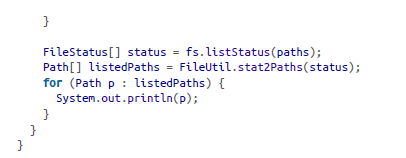 }

    FileStatus[] status = fs.listStatus(paths);
    Path[] listedPaths = FileUtil.stat2Paths(status);
    for (Path p : listedPaths) {
      System.out.println(p);
    }
  }
}